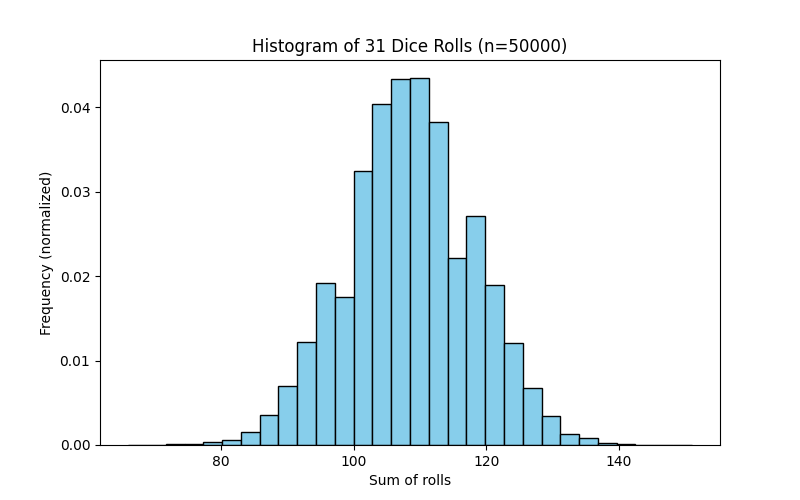 Histogram of 31 Dice Rolls (n=50000)
Frequency (normalized)
0.04
0.03
0.02
0.01
0.00
80 100 120 140
Sum of rolls